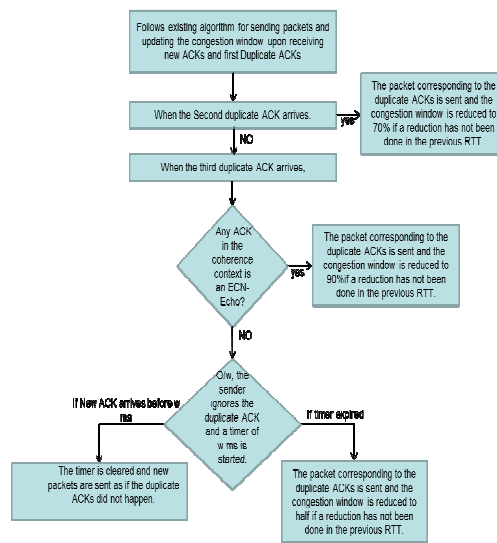 Follows existing algorithm for sending packets and
updating the congestion window upon receiving
new ACKs and first Duplicate ACKs
When the Second duplicate ACK arrives.
yes
The packet corresponding to the
duplicate ACKs is sent and the
congestion window is reduced to
70% if a reduction has not been
done in the previous RTT
NO
When the third duplicate ACK arrives,
Any ACK
in the
coherence
context is
an ECN-
Echo?
yes
The packet corresponding to the
duplicate ACKs is sent and the
congestion window is reduced to
90%if a reduction has not been
done in the previous RTT.
NO
O/w, the
sender
ignores the
duplicate ACK
and a timer of
w ms is
started.
If New ACK arrives before w
ms
If timer expired
The timer is cleared and new
packets are sent as if the duplicate
ACKs did not happen.
The packet corresponding to the
duplicate ACKs is sent and the
congestion window is reduced to
half if a reduction has not been
done in the previous RTT.